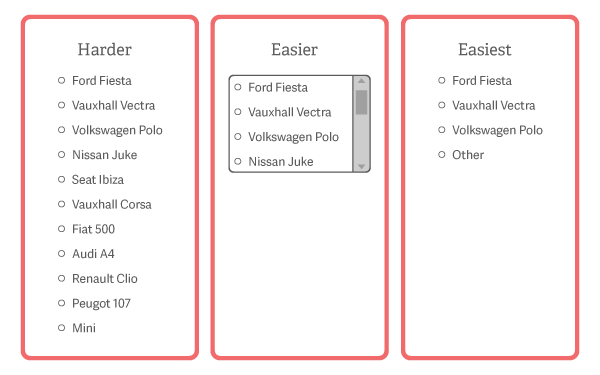 Harder
Ford Fiesta
Vauxhall Vectra
Volkswagen Polo
Nissan Juke
Seat Ibiza
Vauxhall Corsa
Fiat 500
Audi A4
Renault Clio
Peugot 107
Mini
Easier
Ford Fiesta
Vauxhall Vectra
Volkswagen Polo
Nissan Juke
Easiest
Ford Fiesta
Vauxhall Vectra
Volkswagen Polo
Other